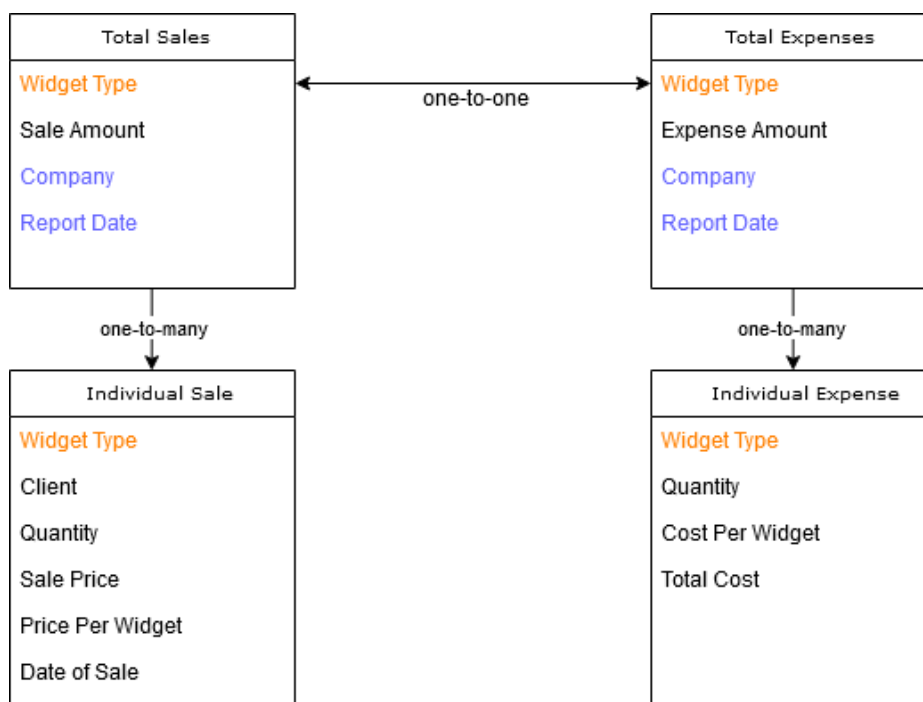 Total Sales
Widget Type
Sale Amount
Company
Report Date
one-to-one
Total Expenses
Widget Type
Expense Amount
Company
Report Date
one-to-many
one-to-many
Individual Sale
Widget Type
Client
Quantity
Sale Price
Price Per Widget
Date of Sale
Individual Expense
Widget Type
Quantity
Cost Per Widget
Total Cost